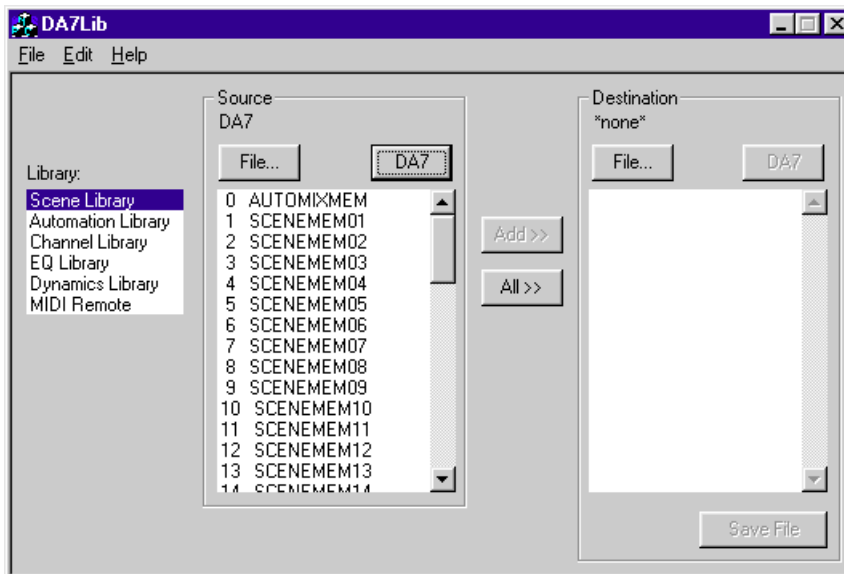 DA7Lib
File Edit Help
Library:
Scene Library
Automation Library
Channel Library
EQ Library
Dynamics Library
MIDI Remote
Source
DA7
File... DA7
0 AUTOMIXMEM
1 SCENEMEM01
2 SCENEMEM02
3 SCENEMEM03
4 SCENEMEM04
5 SCENEMEM05
6 SCENEMEM06
7 SCENEMEM07
8 SCENEMEM08
9 SCENEMEM09
10 SCENEMEM10
11 SCENEMEM11
12 SCENEMEM12
13 SCENEMEM13
14 SCENEMEM14
Add >>
All >>
Destination
*none*
File... DA7
Save File